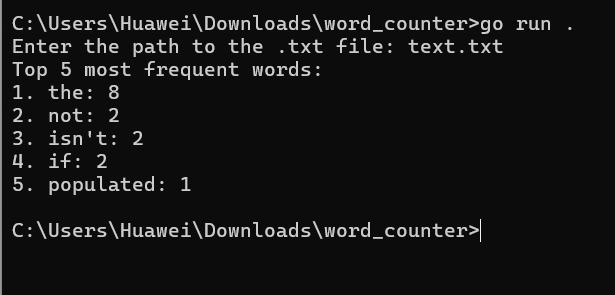 C:\Users\Huawei\Downloads\word_counter>go run .
Enter the path to the .txt file: text.txt
Top 5 most frequent words:
1. the: 8
2. not: 2
3. isn't: 2
4. if: 2
5. populated: 1
C:\Users\Huawei\Downloads\word_counter>